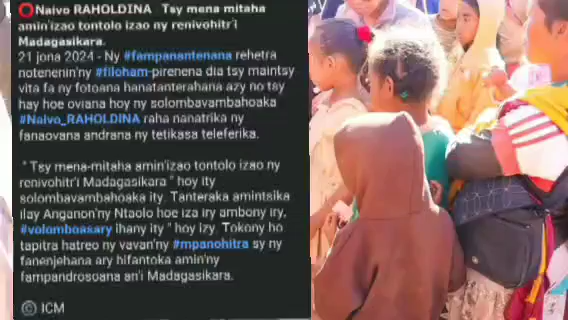 Naivo RAHOLDINA Tsy mena mitaha
amin'izao tontolo izao ny renivohitr'i
Madagasikara.
21 jona 2024 - Ny #fampanantenana rehetra
notenenin'ny #filoham-pirenena dia tsy maintsy
vita fa ny fotoana hanatanterahana azy no tsy
hay hoe oviana hoy ny solombavambahoaka
#Naivo_RAHOLDINA raha nanatrika ny
fanaovana andrana ny tetikasa teleferika.
" Tsy mena-mitaha amin'izao tontolo izao ny
renivohitr'i Madagasikara " hoy ity
solombavambahoaka ity. Tanteraka amintsika
ilay Anganon'ny Ntaolo hoe iza iry ambony iry,
#volomboasary ihany ity " hoy izy. Tokony ho
tapitra hatreo ny vavan'ny #mpanohitra sy ny
fanenjehana ary hifantoka amin'ny
fampandrosoana an'i Madagasikara.
© ICM